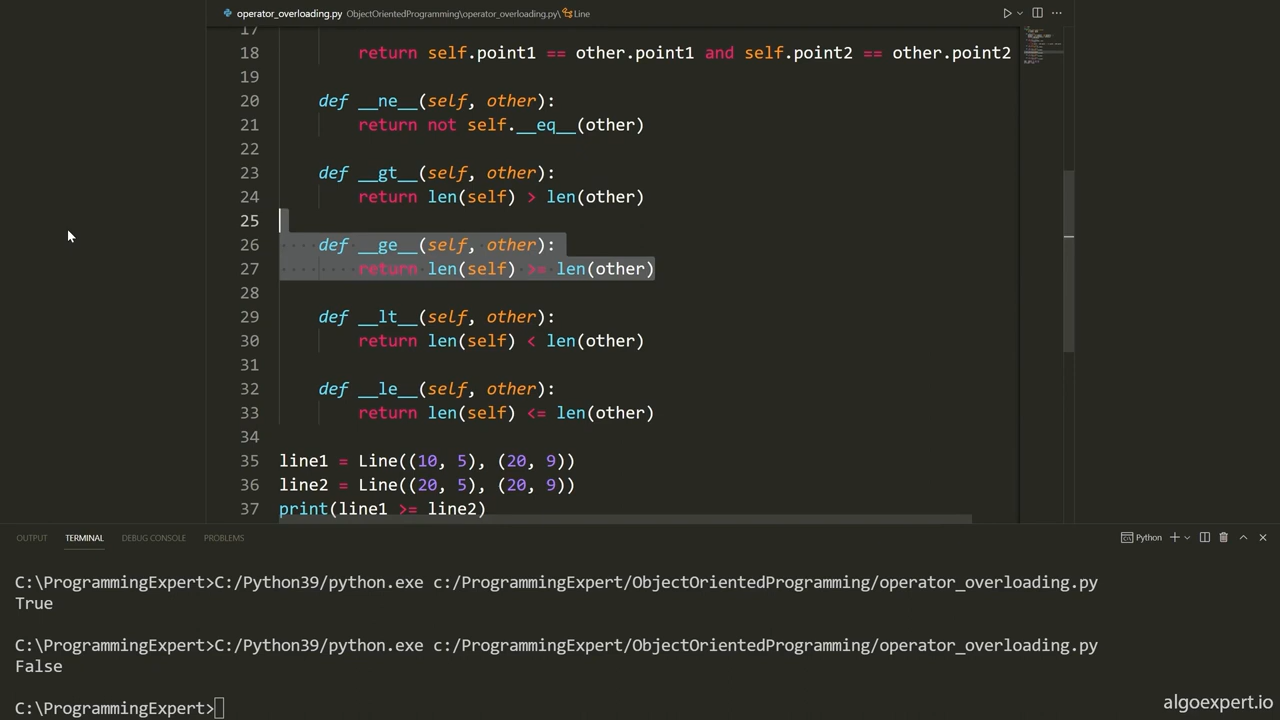 operator_overloading.py ObjectOrientedProgramming\operator_overloading.py\Line
17
18 return self.point1 == other.point1 and self.point2 == other.point2
19
20 def __ne__(self, other):
21 return not self.__eq__(other)
22
23 def __gt__(self, other):
24 return len(self) > len(other)
25
26 def __ge__(self, other):
27 return len(self) >= len(other)
28
29 def __lt__(self, other):
30 return len(self) < len(other)
31
32 def __le__(self, other):
33 return len(self) <= len(other)
34
35 line1 = Line((10, 5), (20, 9))
36 line2 = Line((20, 5), (20, 9))
37 print(line1 >= line2)
OUTPUT TERMINAL DEBUG CONSOLE PROBLEMS Python
C:\ProgrammingExpert>C:/Python39/python.exe c:/ProgrammingExpert/ObjectOrientedProgramming/operator_overloading.py
True
C:\ProgrammingExpert>C:/Python39/python.exe c:/ProgrammingExpert/ObjectOrientedProgramming/operator_overloading.py
False
C:\ProgrammingExpert>
algoexpert.io